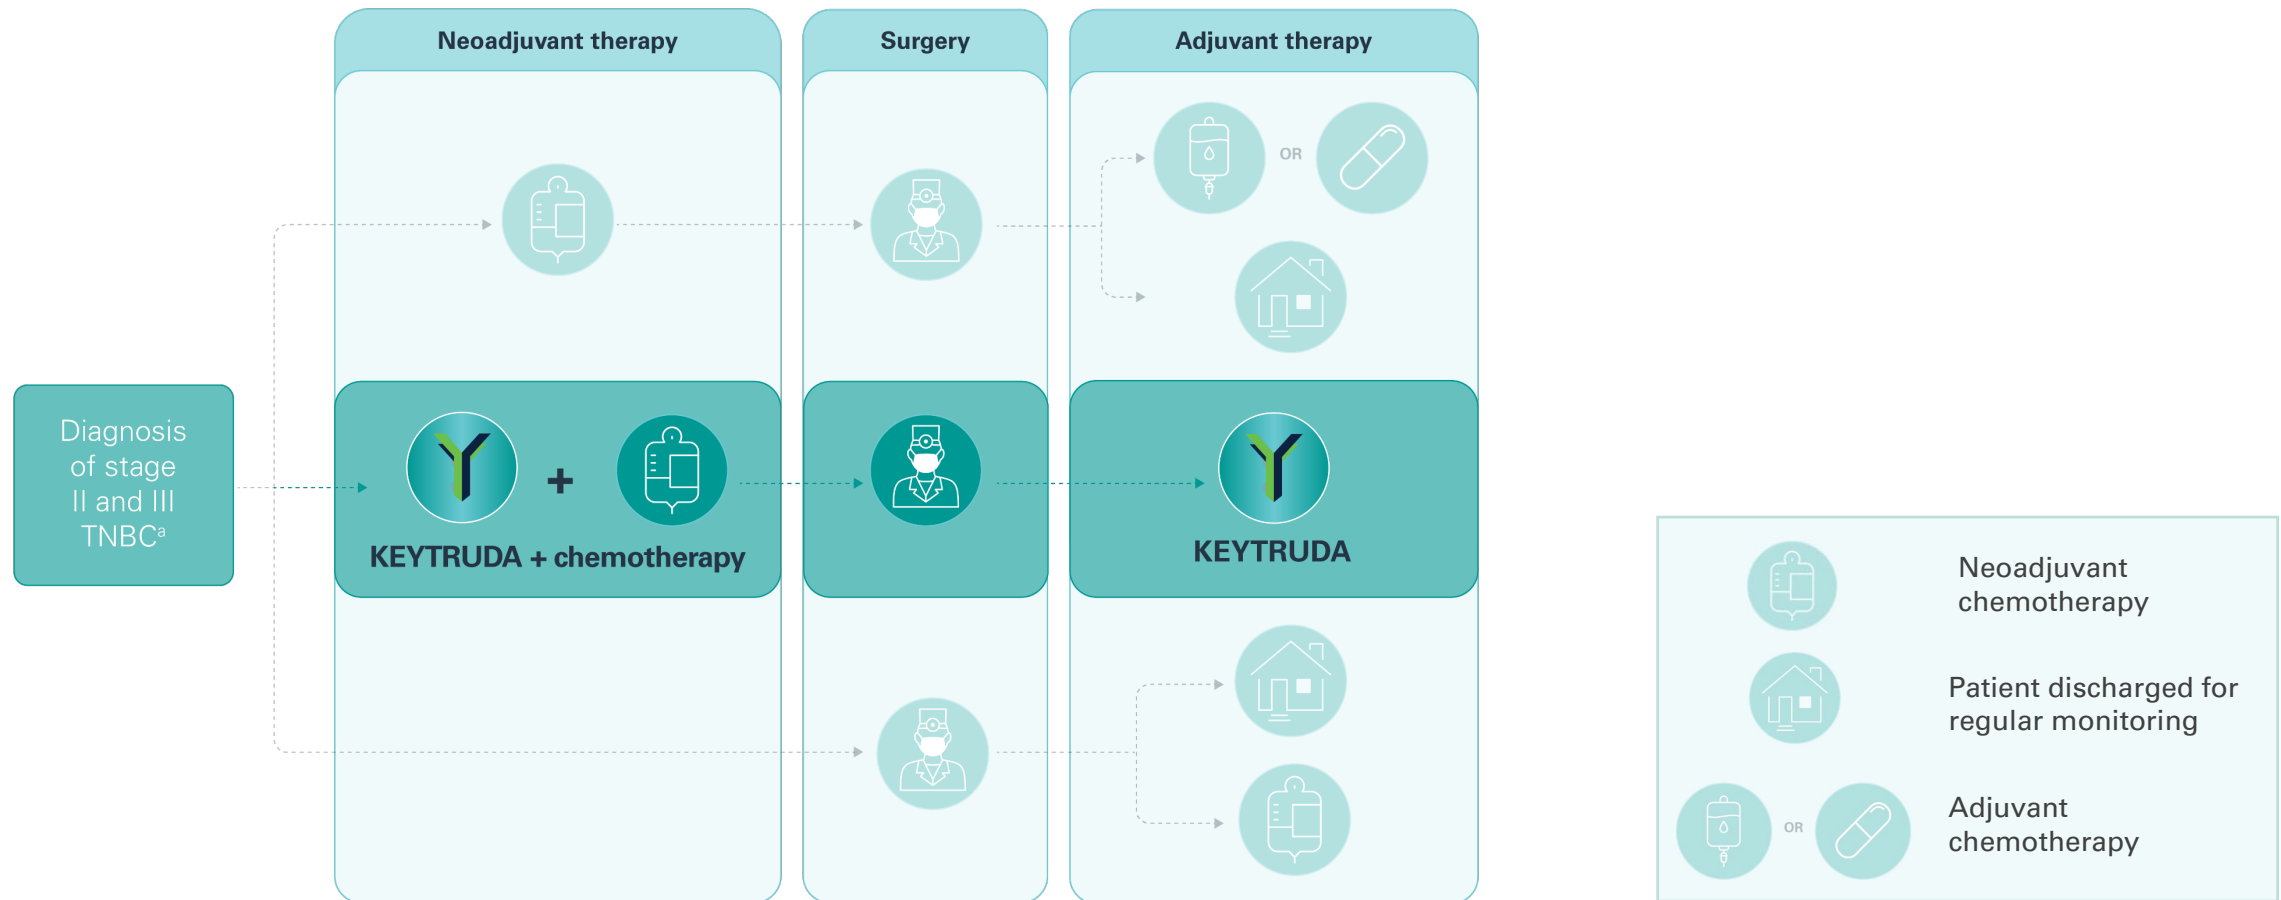 Neoadjuvant therapy
Surgery
Adjuvant therapy
OR
Diagnosis
of stage
II and III
TNBCᵃ
KEYTRUDA + chemotherapy
KEYTRUDA
Neoadjuvant
chemotherapy
Patient discharged for
regular monitoring
OR
Adjuvant
chemotherapy